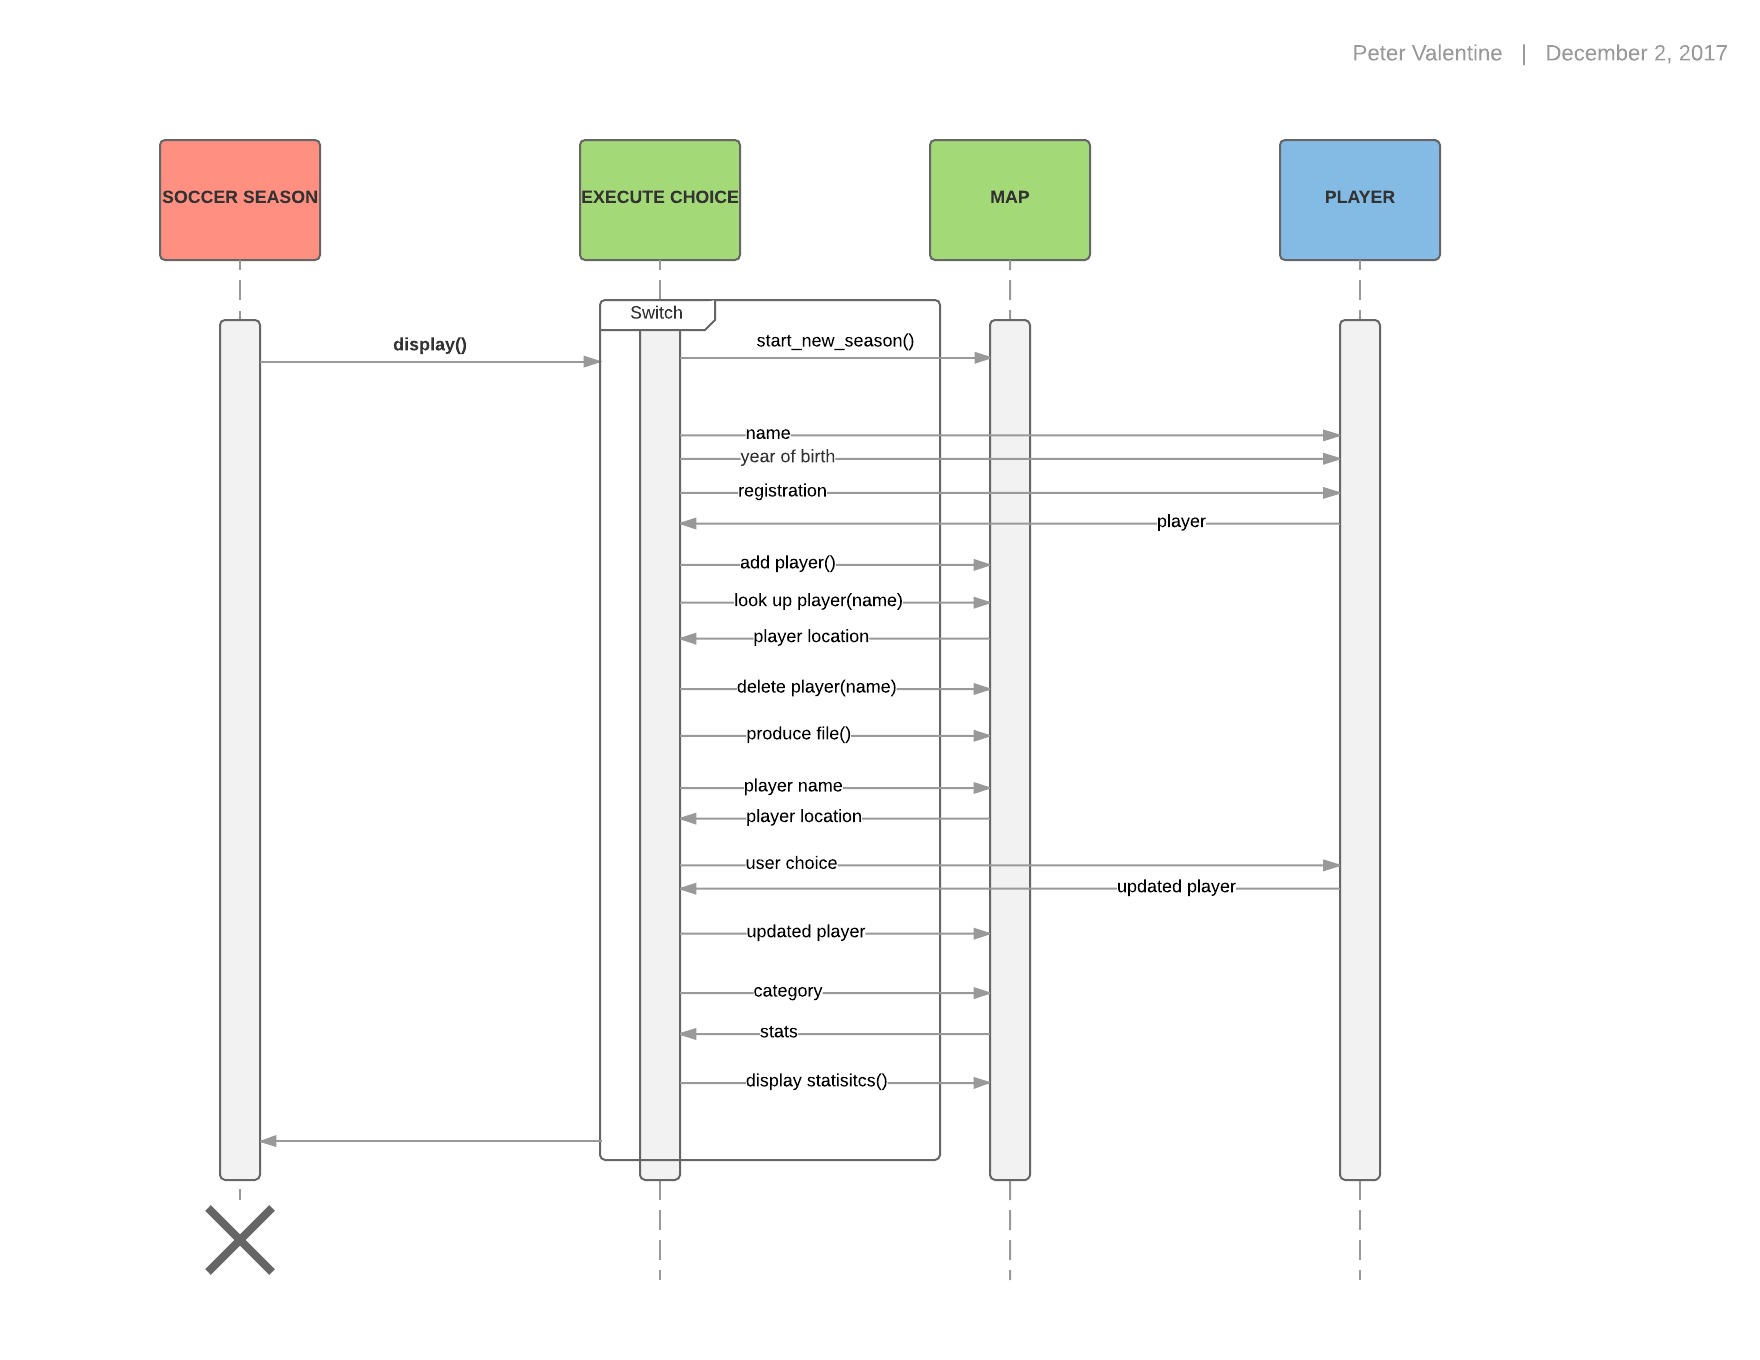 Peter Valentine | December 2, 2017
SOCCER SEASON
EXECUTE CHOICE
MAP
PLAYER
Switch
display()
start_new_season()
name
year of birth
registration
player
add player()
look up player(name)
player location
delete player(name)
produce file()
player name
player location
user choice
updated player
updated player
category
stats
display statisitcs()